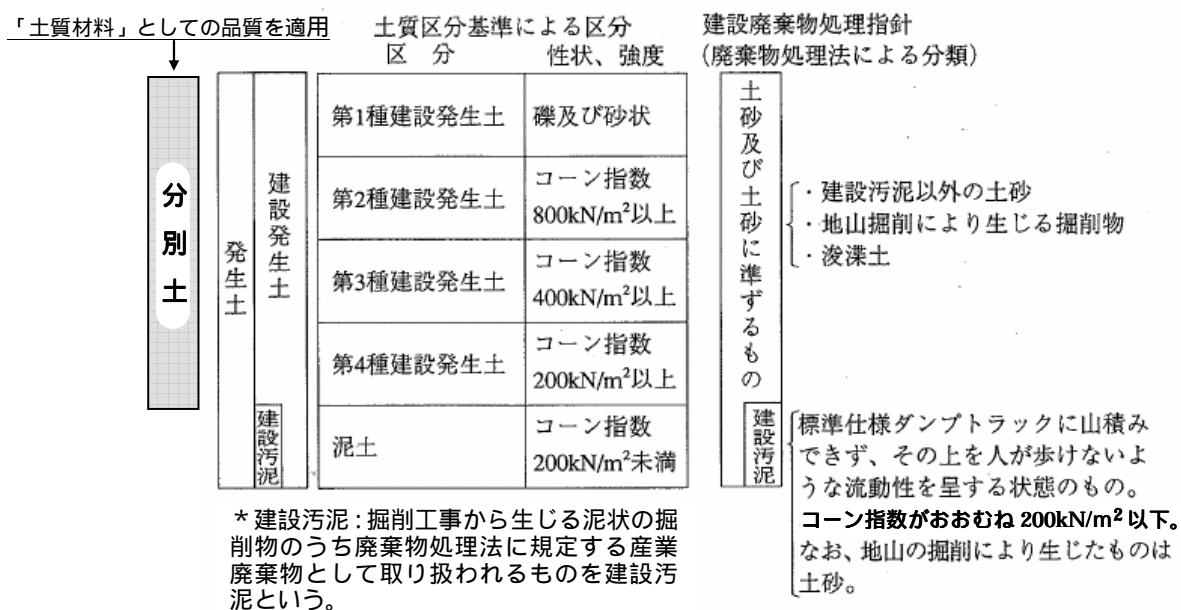 「土質材料」としての品質を適用
土質区分基準による区分
区　分
性状、強度
建設廃棄物処理指針
(廃棄物処理法による分類)
分別土
発生土
建設発生土
建設汚泥
第1種建設発生土
礫及び砂状
第2種建設発生土
コーン指数
800kN/m²以上
第3種建設発生土
コーン指数
400kN/m²以上
第4種建設発生土
コーン指数
200kN/m²以上
泥土
コーン指数
200kN/m²未満
土砂及び土砂に準ずるもの
建設汚泥
・建設汚泥以外の土砂
・地山掘削により生じる掘削物
・浚渫土
標準仕様ダンプトラックに山積み
できず、その上を人が歩けないよ
うな流動性を呈する状態のもの。
コーン指数がおおむね 200kN/m² 以下。
なお、地山の掘削により生じたものは
土砂。
＊建設汚泥：掘削工事から生じる泥状の掘
削物のうち廃棄物処理法に規定する産業
廃棄物として取り扱われるものを建設汚
泥という。